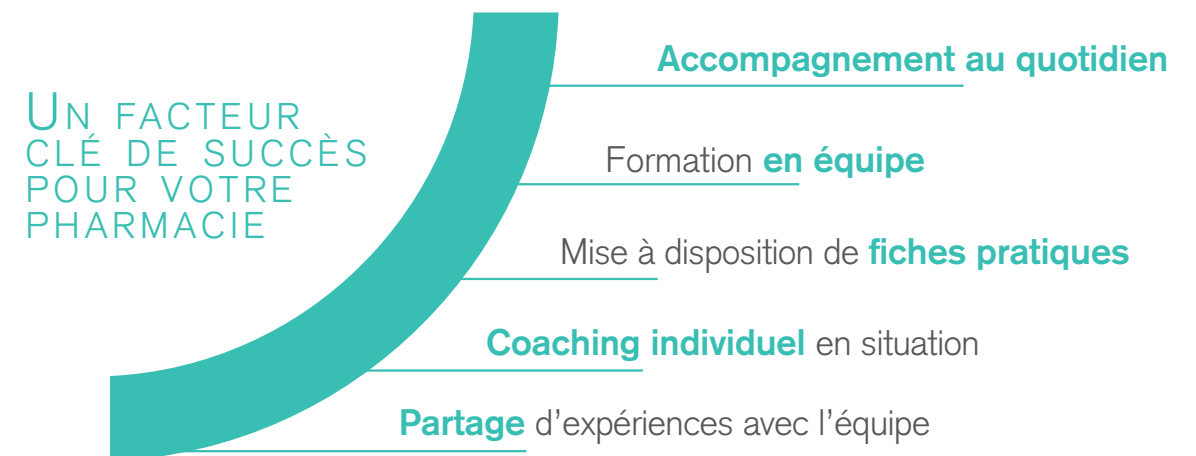 UN FACTEUR
CLÉ DE SUCCÈS
POUR VOTRE
PHARMACIE
Accompagnement au quotidien
Formation en équipe
Mise à disposition de fiches pratiques
Coaching individuel en situation
Partage d’expériences avec l’équipe